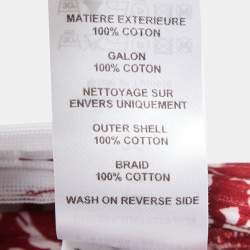 MATIERE EXTERIEURE
100% COTON
GALON
100% COTON
NETTOYAGE SUR
ENVERS UNIQUEMENT
OUTER SHELL
100% COTTON
BRAID
100% COTTON
WASH ON REVERSE SIDE